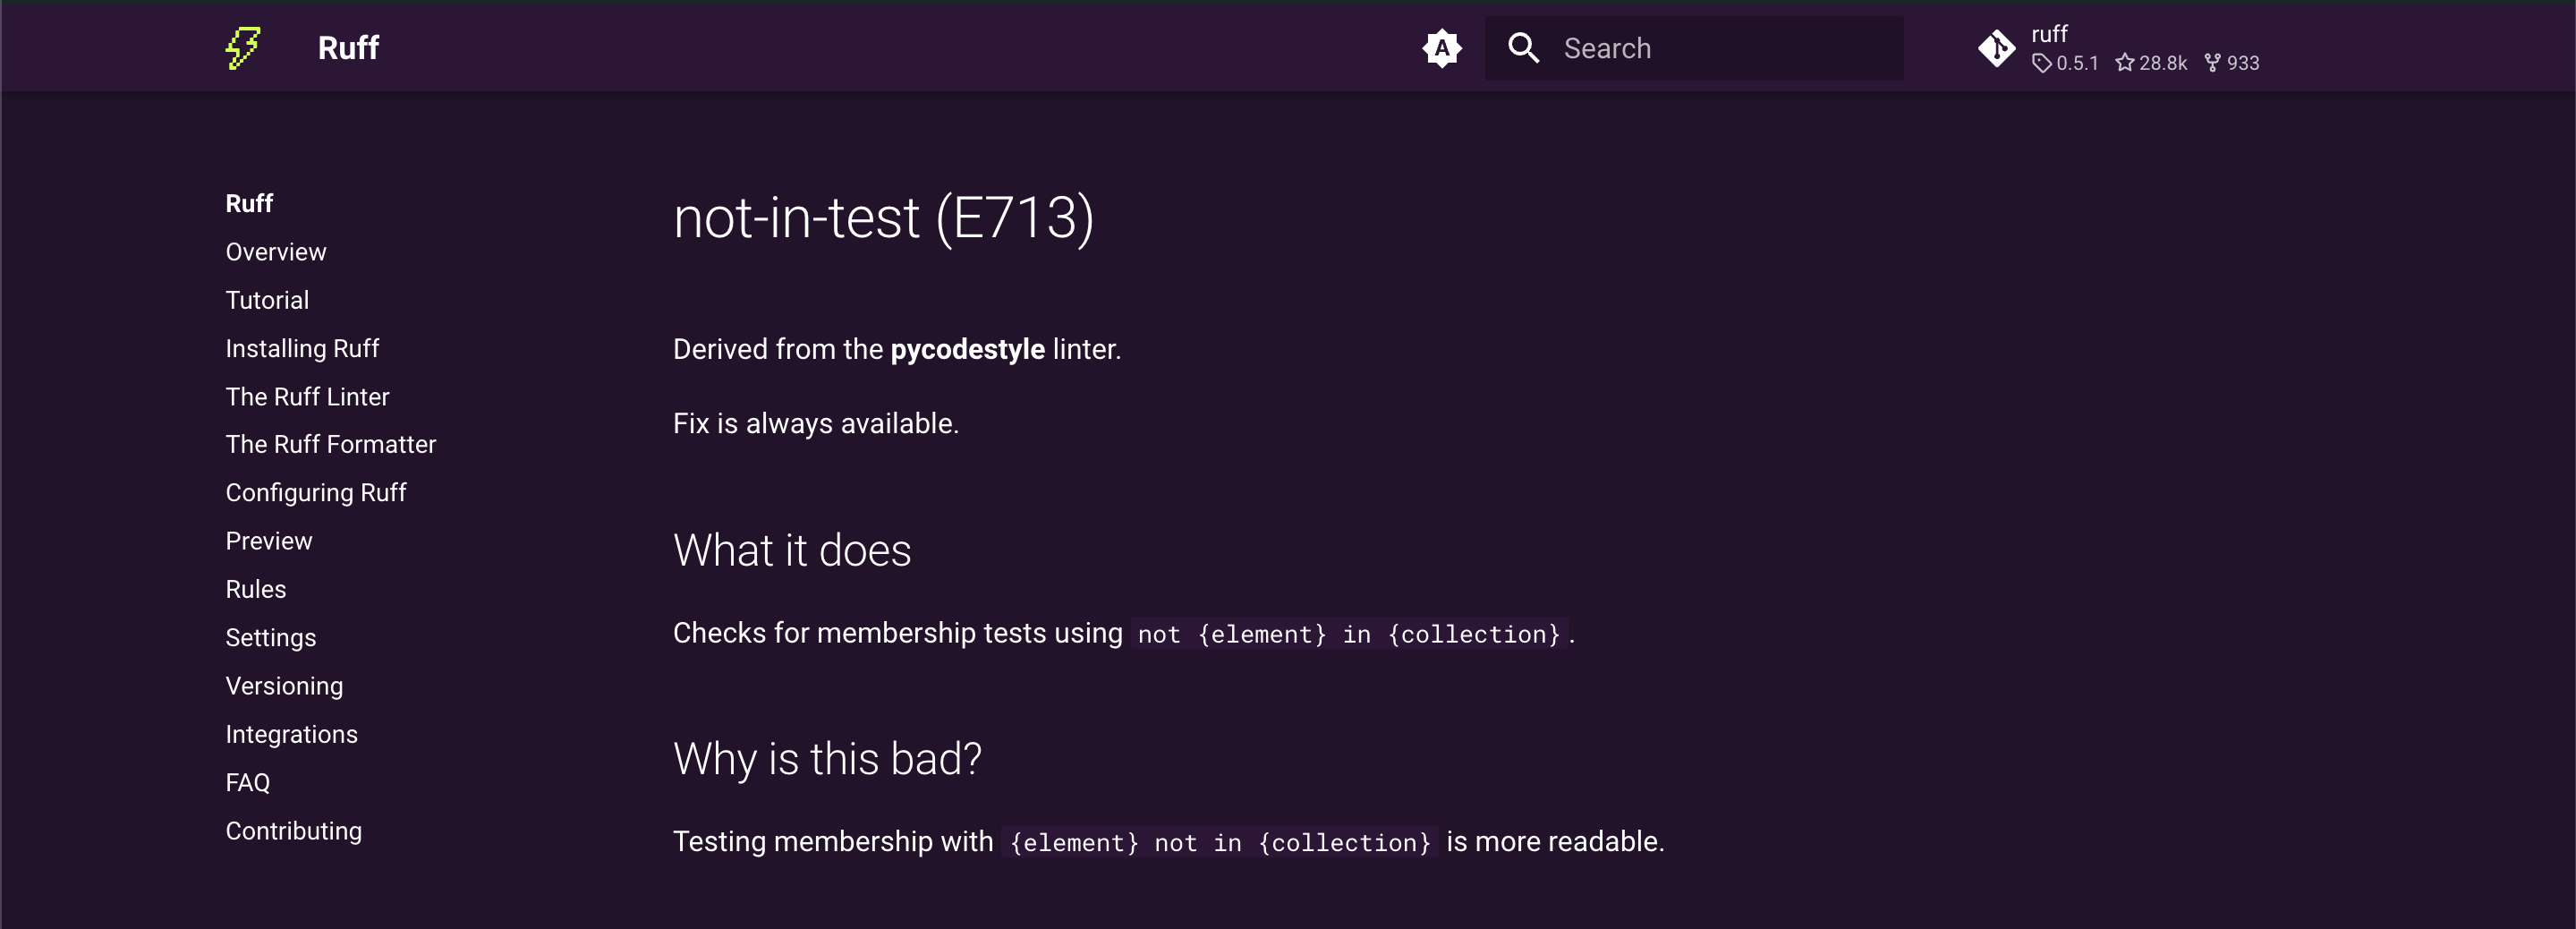 Ruff
A
Search
ruff
0.5.1 28.8k 933
Ruff
Overview
Tutorial
Installing Ruff
The Ruff Linter
The Ruff Formatter
Configuring Ruff
Preview
Rules
Settings
Versioning
Integrations
FAQ
Contributing
not-in-test (E713)
Derived from the pycodestyle linter.
Fix is always available.
What it does
Checks for membership tests using not {element} in {collection}.
Why is this bad?
Testing membership with {element} not in {collection} is more readable.